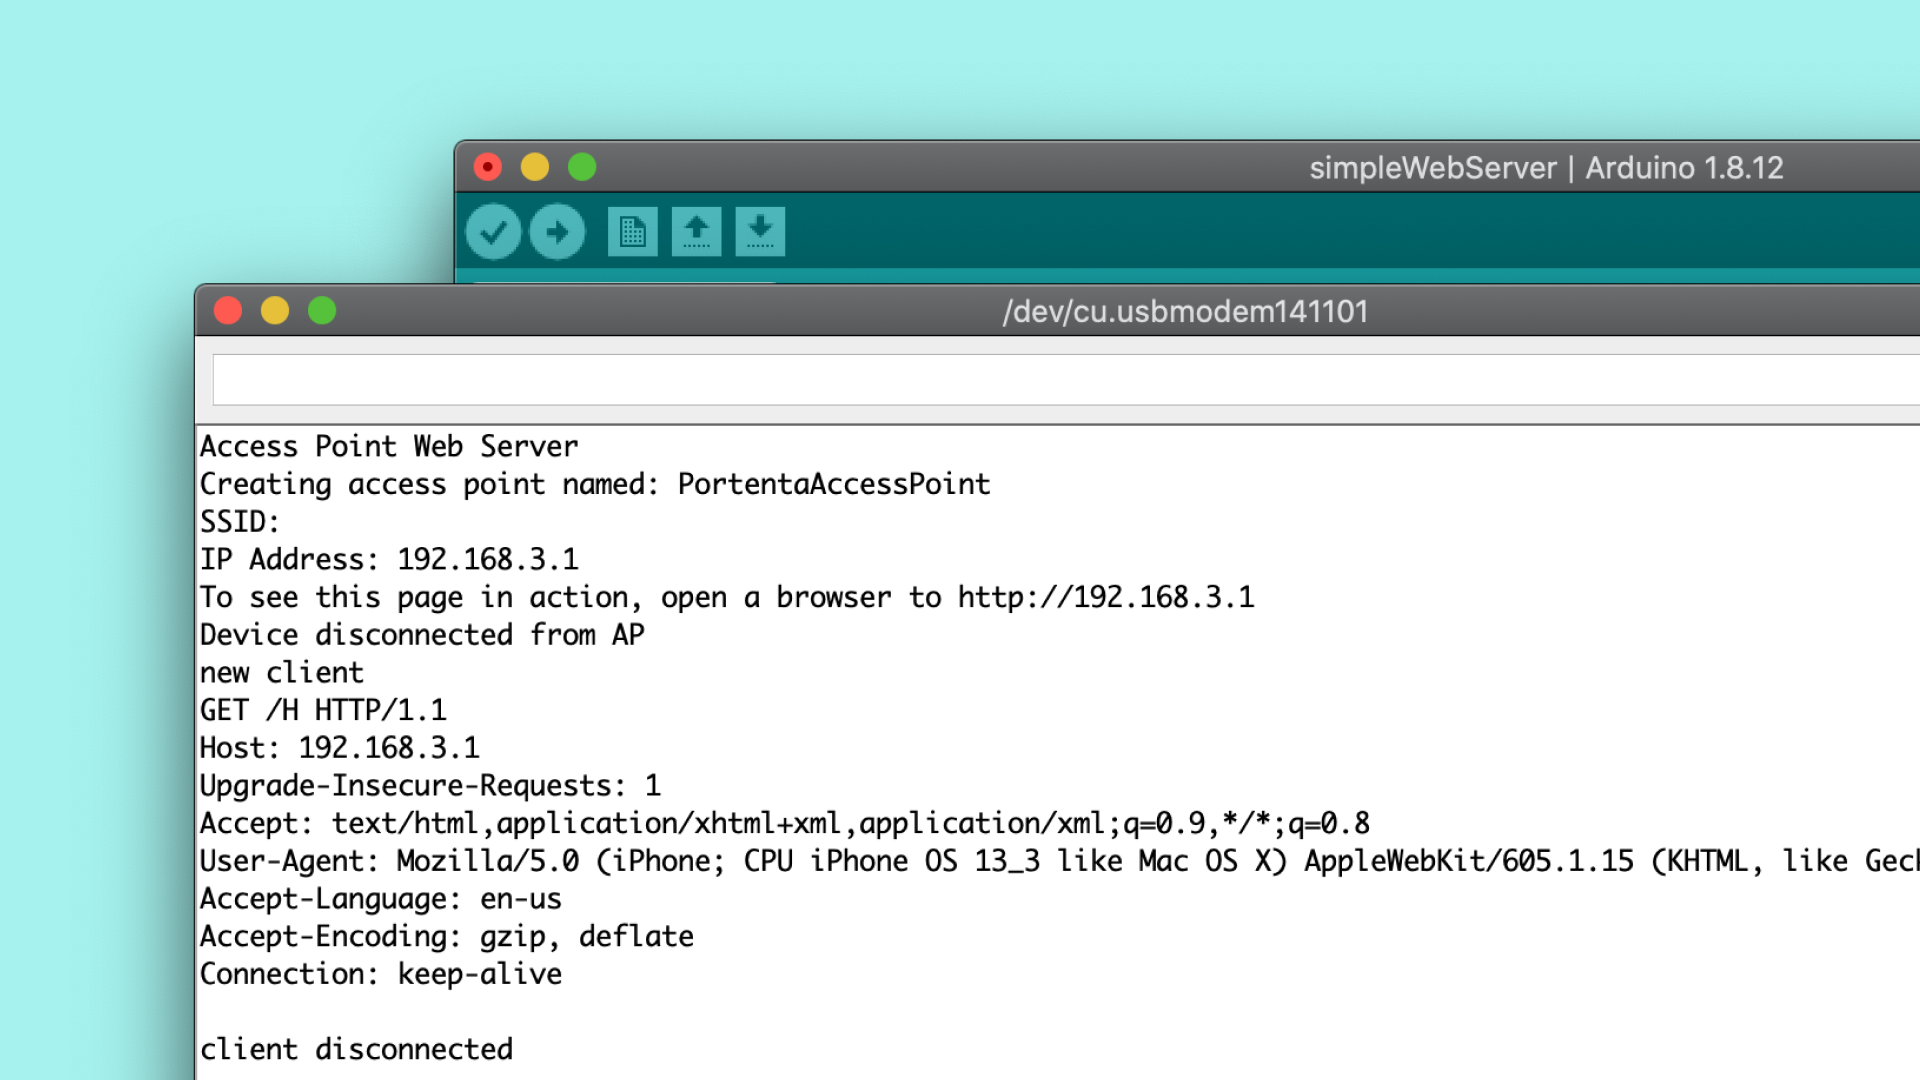 simpleWebServer | Arduino 1.8.12
/dev/cu.usbmodem141101
Access Point Web Server
Creating access point named: PortentaAccessPoint
SSID:
IP Address: 192.168.3.1
To see this page in action, open a browser to http://192.168.3.1
Device disconnected from AP
new client
GET /H HTTP/1.1
Host: 192.168.3.1
Upgrade-Insecure-Requests: 1
Accept: text/html,application/xhtml+xml,application/xml;q=0.9,*/*;q=0.8
User-Agent: Mozilla/5.0 (iPhone; CPU iPhone OS 13_3 like Mac OS X) AppleWebKit/605.1.15 (KHTML, like
Accept-Language: en-us
Accept-Encoding: gzip, deflate
Connection: keep-alive
client disconnected